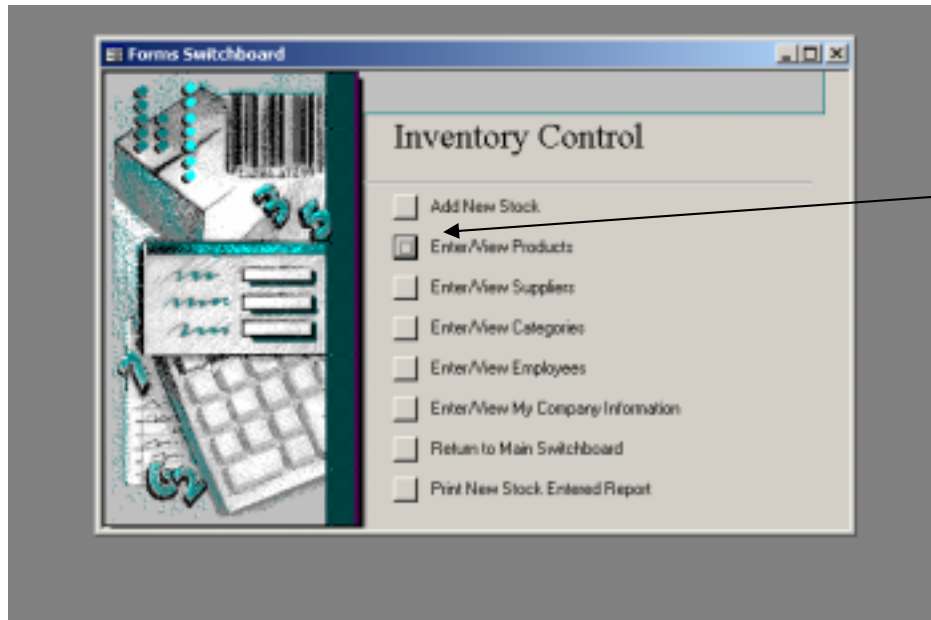 Forms Switchboard
Inventory Control
Add New Stock
Enter/View Products
Enter/View Suppliers
Enter/View Categories
Enter/View Employees
Enter/View My Company Information
Return to Main Switchboard
Print New Stock Entered Report